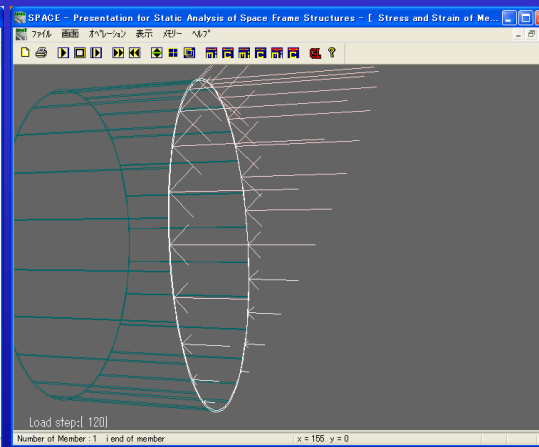 SPACE - Presentation for Static Analysis of Space Frame Structures - [ Stress and Strain of Me...
ファイル 画面 オペレーション 表示 メモリー ヘルプ
Load step:[ 120]
Number of Member : 1 i end of member x = 155 y = 0